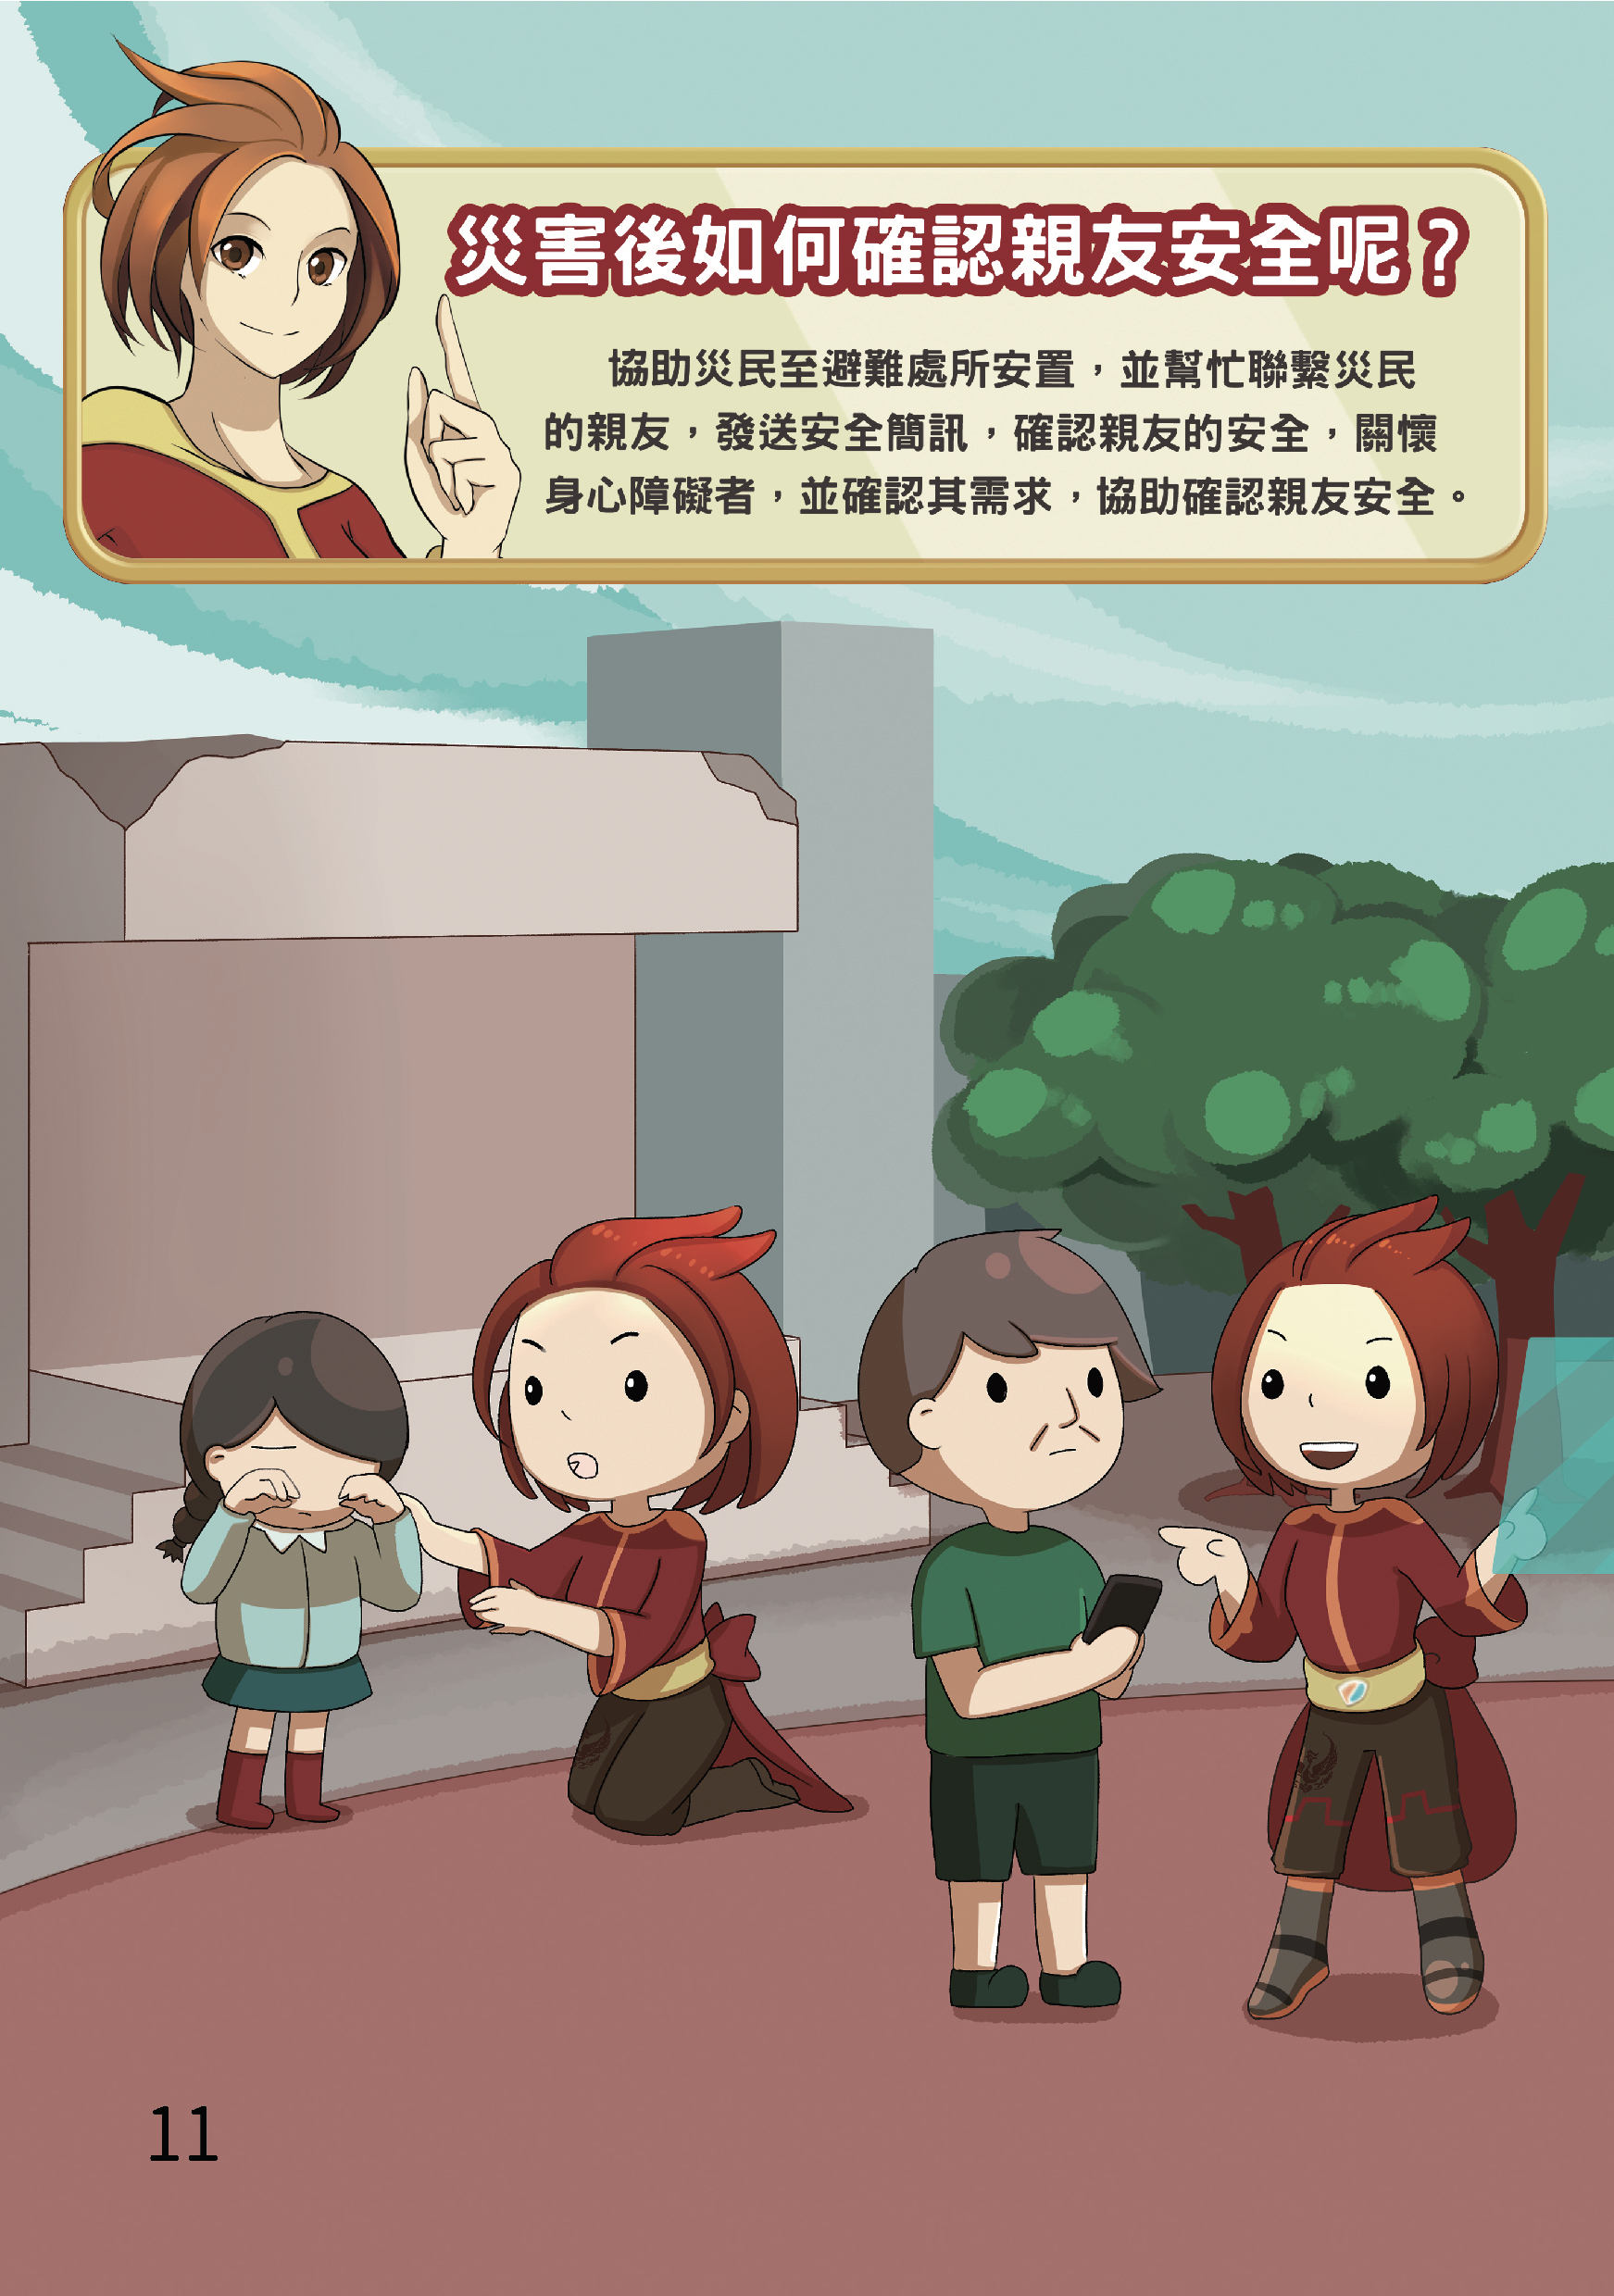 災害後如何確認親友安全呢？
協助災民至避難處所安置，並幫忙聯繫災民
的親友，發送安全簡訊，確認親友的安全，關懷
身心障礙者，並確認其需求，協助確認親友安全。
11